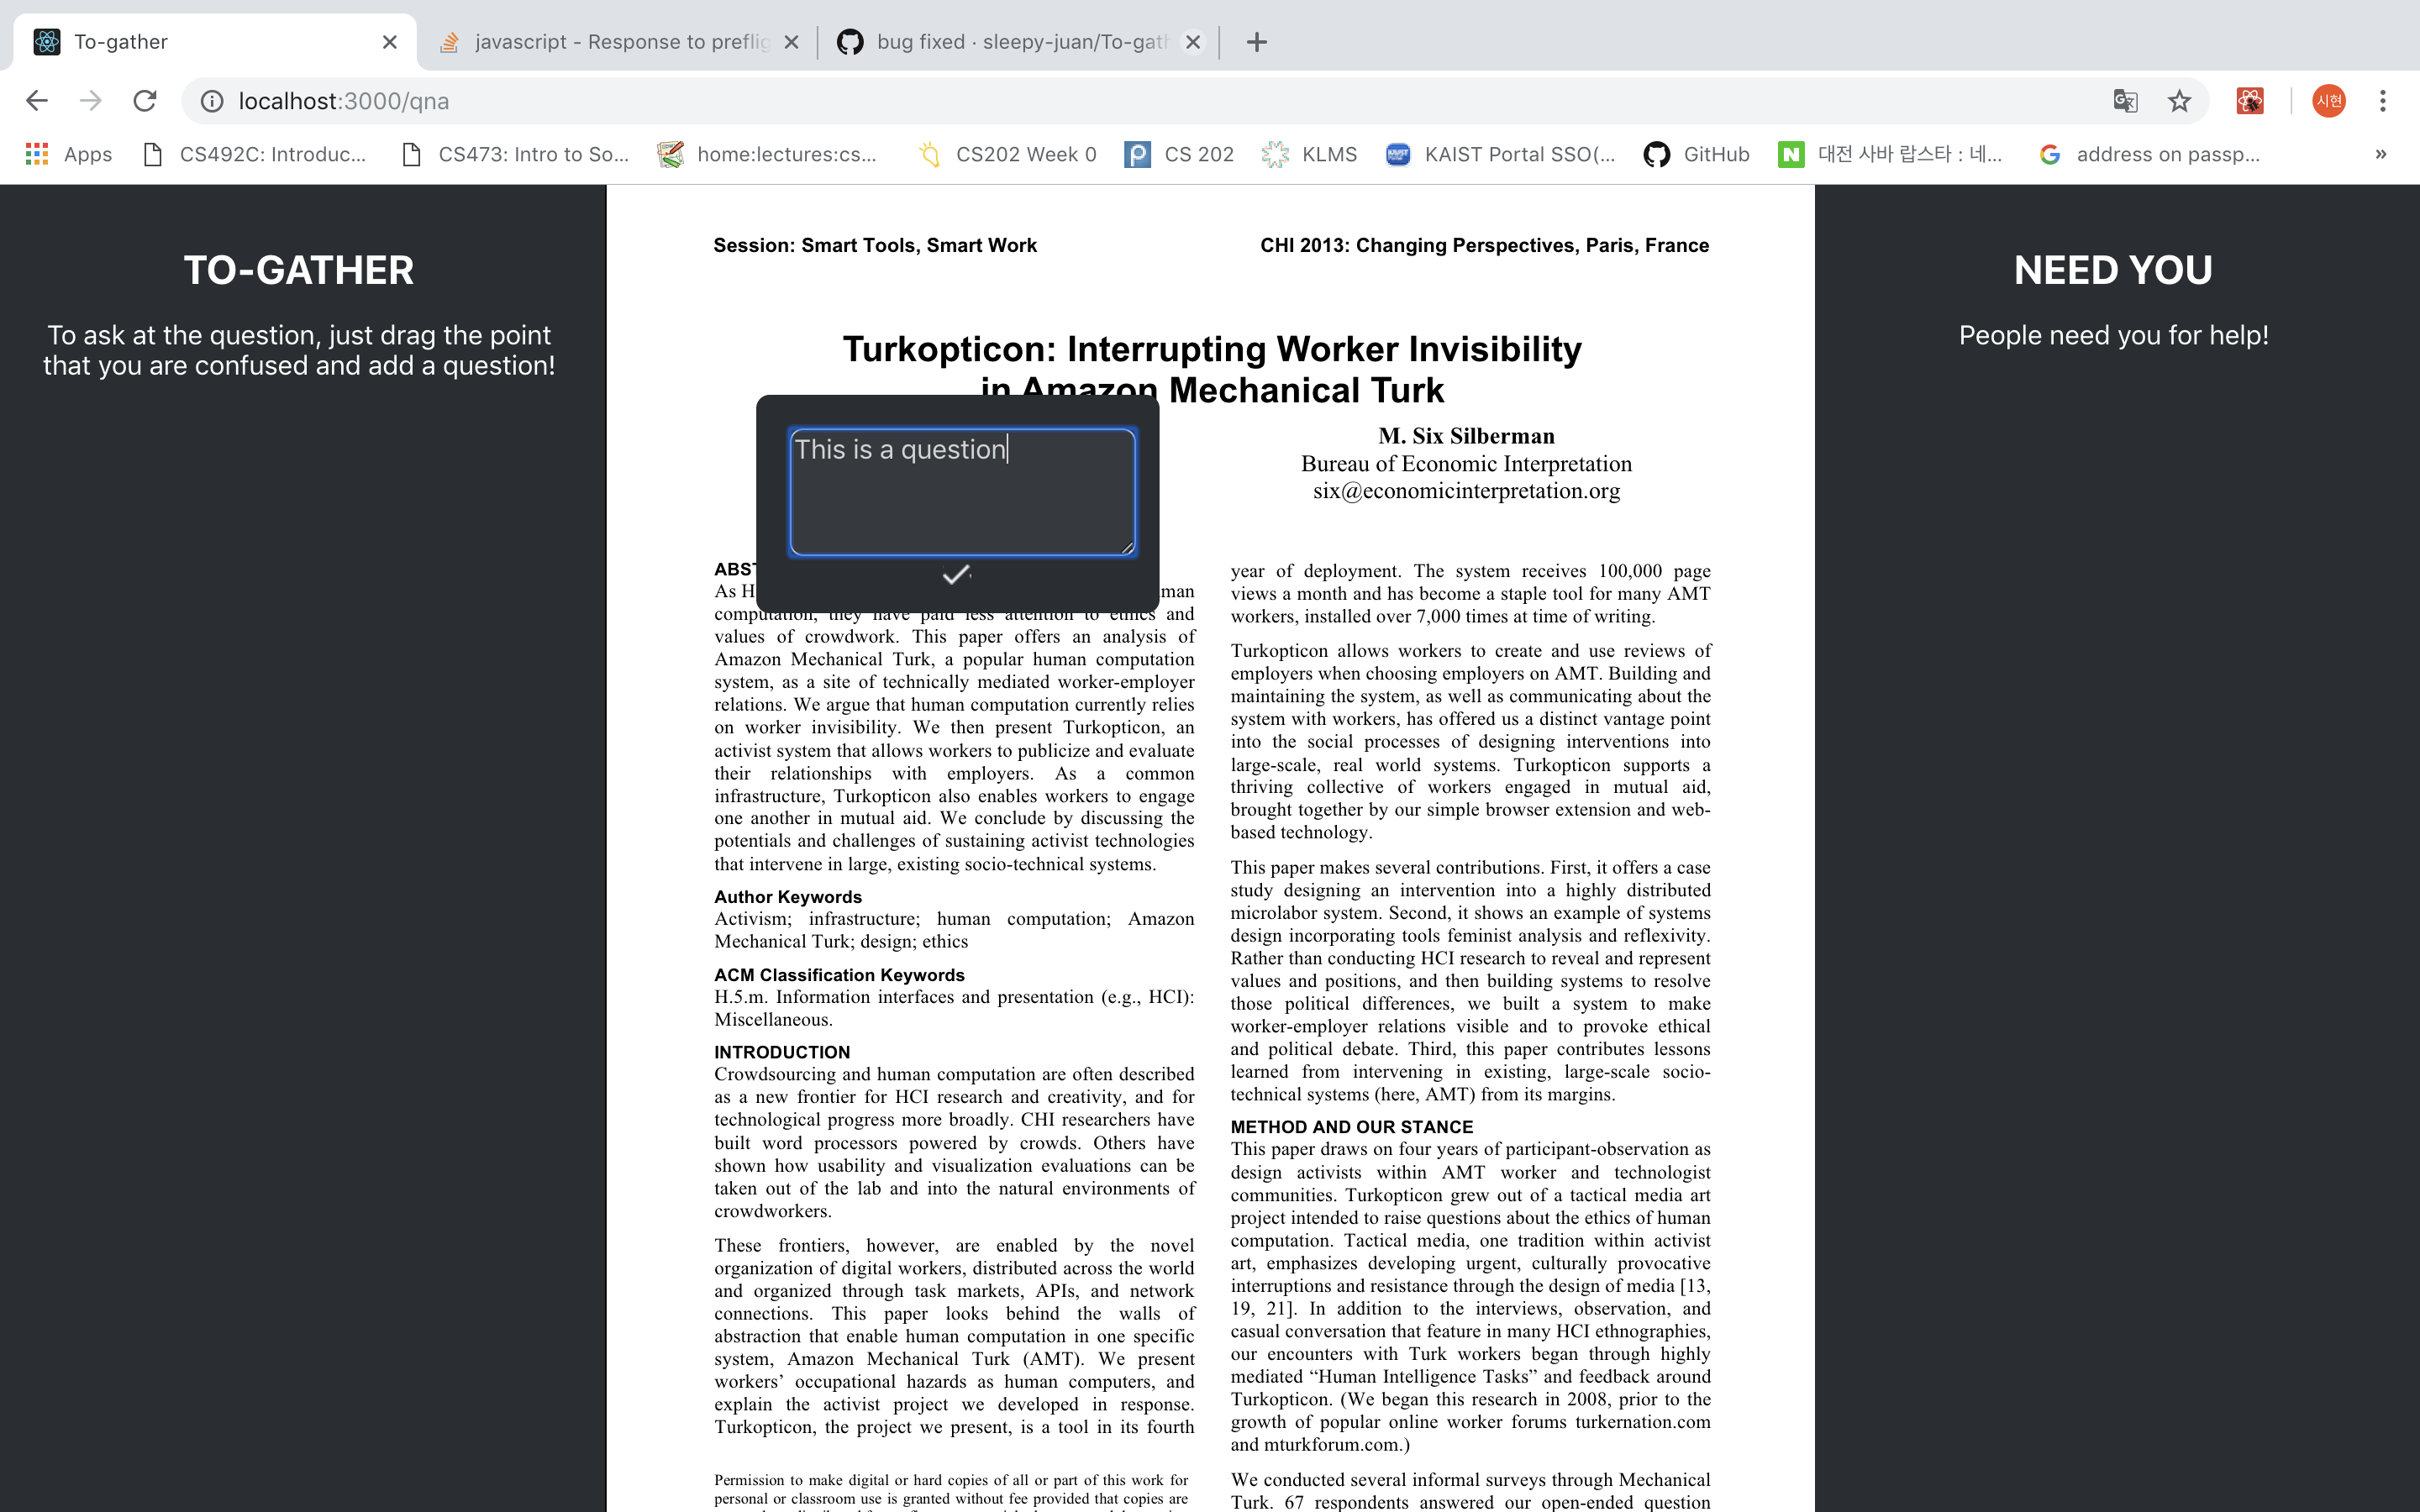 To-gather
javascript - Response to preflig
bug fixed · sleepy-juan/To-gath
localhost:3000/qna
시현
Apps
CS492C: Introduc...
CS473: Intro to So...
home:lectures:cs...
CS202 Week 0
CS 202
KLMS
KAIST Portal SSO(...
GitHub
대전 사바 랍스타 : 네...
address on passp...
»
TO-GATHER
To ask at the question, just drag the point
that you are confused and add a question!
Session: Smart Tools, Smart Work
CHI 2013: Changing Perspectives, Paris, France
Turkopticon: Interrupting Worker Invisibility
in Amazon Mechanical Turk
This is a question
M. Six Silberman
Bureau of Economic Interpretation
six@economicinterpretation.org
ABST
As H
man
computation, they have paid less attention to ethics and
values of crowdwork. This paper offers an analysis of
Amazon Mechanical Turk, a popular human computation
system, as a site of technically mediated worker-employer
relations. We argue that human computation currently relies
on worker invisibility. We then present Turkopticon, an
activist system that allows workers to publicize and evaluate
their relationships with employers. As a common
infrastructure, Turkopticon also enables workers to engage
one another in mutual aid. We conclude by discussing the
potentials and challenges of sustaining activist technologies
that intervene in large, existing socio-technical systems.
Author Keywords
Activism; infrastructure; human computation; Amazon
Mechanical Turk; design; ethics
ACM Classification Keywords
H.5.m. Information interfaces and presentation (e.g., HCI):
Miscellaneous.
INTRODUCTION
Crowdsourcing and human computation are often described
as a new frontier for HCI research and creativity, and for
technological progress more broadly. CHI researchers have
built word processors powered by crowds. Others have
shown how usability and visualization evaluations can be
taken out of the lab and into the natural environments of
crowdworkers.
These frontiers, however, are enabled by the novel
organization of digital workers, distributed across the world
and organized through task markets, APIs, and network
connections. This paper looks behind the walls of
abstraction that enable human computation in one specific
system, Amazon Mechanical Turk (AMT). We present
workers’ occupational hazards as human computers, and
explain the activist project we developed in response.
Turkopticon, the project we present, is a tool in its fourth
Permission to make digital or hard copies of all or part of this work for
personal or classroom use is granted without fee provided that copies are
year of deployment. The system receives 100,000 page
views a month and has become a staple tool for many AMT
workers, installed over 7,000 times at time of writing.
Turkopticon allows workers to create and use reviews of
employers when choosing employers on AMT. Building and
maintaining the system, as well as communicating about the
system with workers, has offered us a distinct vantage point
into the social processes of designing interventions into
large-scale, real world systems. Turkopticon supports a
thriving collective of workers engaged in mutual aid,
brought together by our simple browser extension and web-
based technology.
This paper makes several contributions. First, it offers a case
study designing an intervention into a highly distributed
microlabor system. Second, it shows an example of systems
design incorporating tools feminist analysis and reflexivity.
Rather than conducting HCI research to reveal and represent
values and positions, and then building systems to resolve
those political differences, we built a system to make
worker-employer relations visible and to provoke ethical
and political debate. Third, this paper contributes lessons
learned from intervening in existing, large-scale socio-
technical systems (here, AMT) from its margins.
METHOD AND OUR STANCE
This paper draws on four years of participant-observation as
design activists within AMT worker and technologist
communities. Turkopticon grew out of a tactical media art
project intended to raise questions about the ethics of human
computation. Tactical media, one tradition within activist
art, emphasizes developing urgent, culturally provocative
interruptions and resistance through the design of media [13,
19, 21]. In addition to the interviews, observation, and
casual conversation that feature in many HCI ethnographies,
our encounters with Turk workers began through highly
mediated “Human Intelligence Tasks” and feedback around
Turkopticon. (We began this research in 2008, prior to the
growth of popular online worker forums turkernation.com
and mturkforum.com.)
We conducted several informal surveys through Mechanical
Turk. 67 respondents answered our open-ended question
NEED YOU
People need you for help!